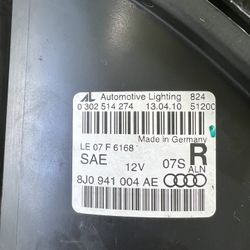 AL Automotive Lighting 824
0 302 514 274 13.04.10 51200
Made in Germany
LE 07 F 6168
SAE 12V 07S R
ALN
8J0 941 004 AE